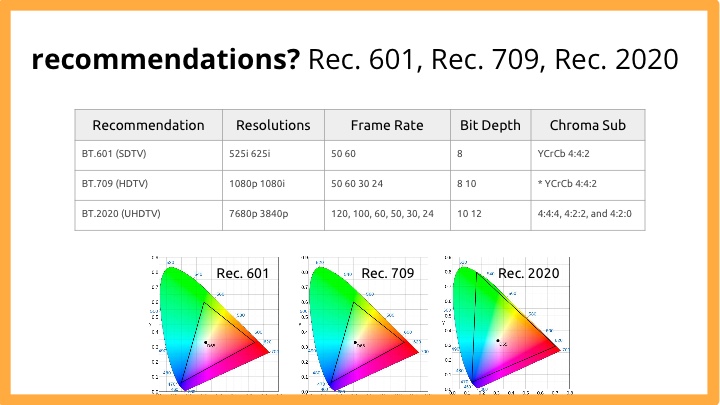 recommendations? Rec. 601, Rec. 709, Rec. 2020
Recommendation Resolutions Frame Rate Bit Depth Chroma Sub
BT.601 (SDTV) 525i 625i 50 60 8 YCrCb 4:4:2
BT.709 (HDTV) 1080p 1080i 50 60 30 24 8 10 * YCrCb 4:4:2
BT.2020 (UHDTV) 7680p 3840p 120, 100, 60, 50, 30, 24 10 12 4:4:4, 4:2:2, and 4:2:0
Rec. 601 Rec. 709 Rec. 2020
D65 D65 D65